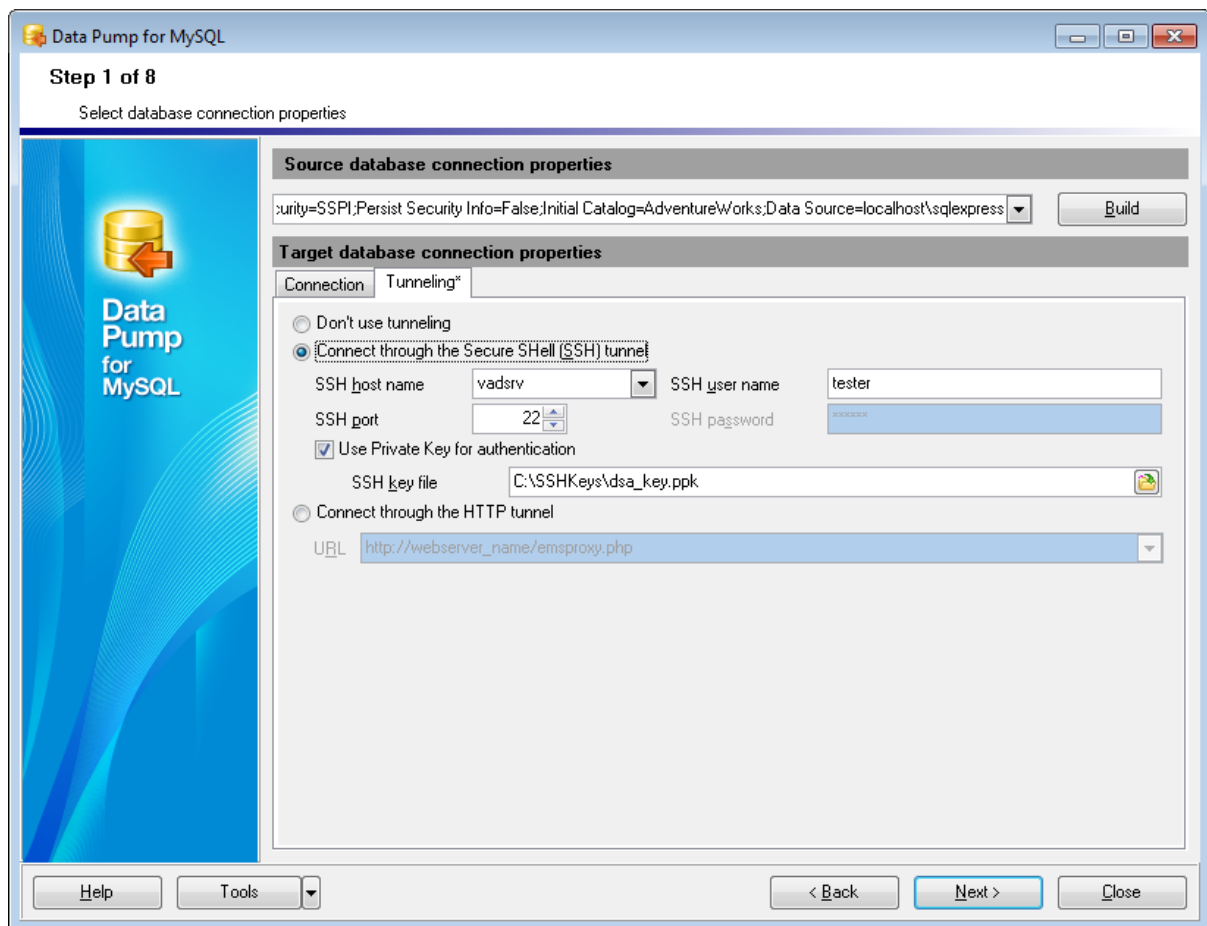 Data Pump for MySQL
Step 1 of 8
Select database connection properties
Data
Pump
for
MySQL
Source database connection properties
curity=SSPI;Persist Security Info=False;Initial Catalog=AdventureWorks;Data Source=localhost\sqlexpress
Build
Target database connection properties
Connection Tunneling*
Don't use tunneling
Connect through the Secure SHell (SSH) tunnel
SSH host name vadsrv SSH user name tester
SSH port 22 SSH password ××××××
Use Private Key for authentication
SSH key file C:\SSHKeys\dsa_key.ppk
Connect through the HTTP tunnel
URL http://webserver_name/emsproxy.php
Help Tools < Back Next > Close